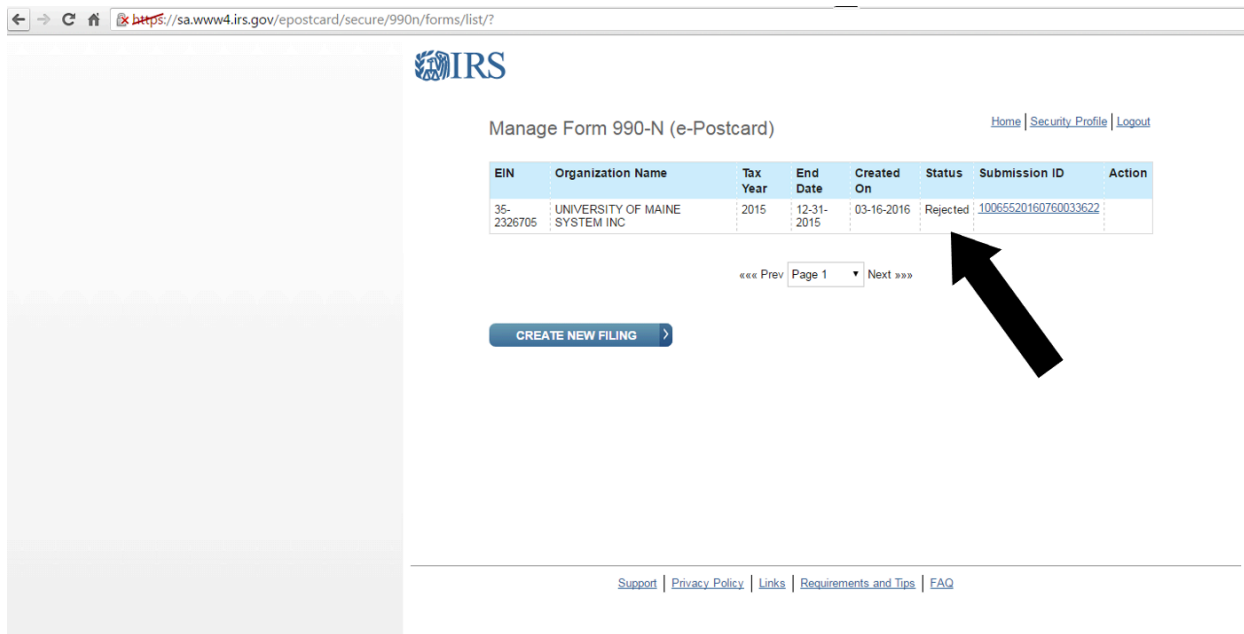 https://sa.www4.irs.gov/epostcard/secure/990n/forms/list/?
IRS
Manage Form 990-N (e-Postcard)
Home | Security Profile | Logout
EIN Organization Name Tax Year End Date Created On Status Submission ID Action
35-2326705 UNIVERSITY OF MAINE SYSTEM INC 2015 12-31-2015 03-16-2016 Rejected 10065520160760033622
««« Prev Page 1 Next »»»
CREATE NEW FILING
Support | Privacy Policy | Links | Requirements and Tips | FAQ